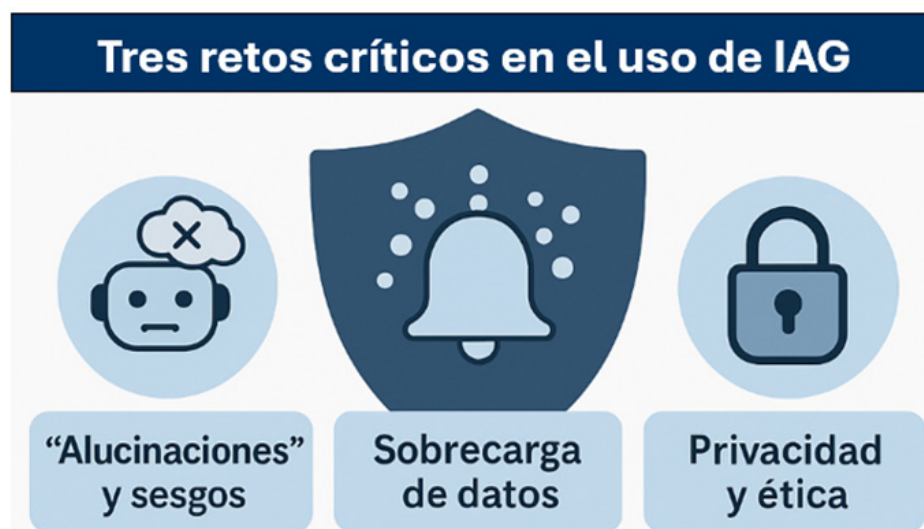 Tres retos críticos en el uso de IAG
“Alucinaciones”
y sesgos
Sobrecarga
de datos
Privacidad
y ética